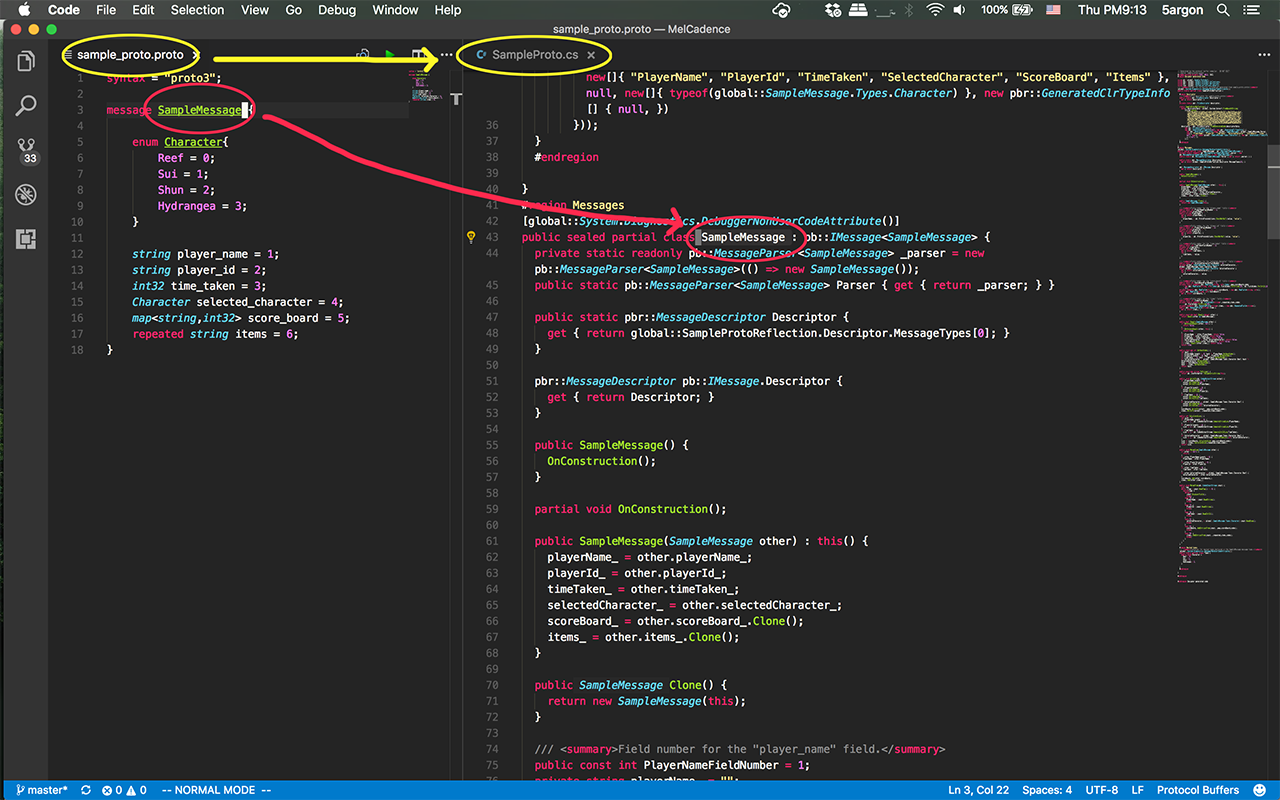 Code File Edit Selection View Go Debug Window Help 100% Thu PM9:13 5argon
sample_proto.proto — MelCadence
sample_proto.proto
SampleProto.cs
1 syntax = "proto3";
2
3 message SampleMessage{
4
5 enum Character{
6 Reef = 0;
7 Sui = 1;
8 Shun = 2;
9 Hydrangea = 3;
10 }
11
12 string player_name = 1;
13 string player_id = 2;
14 int32 time_taken = 3;
15 Character selected_character = 4;
16 map<string,int32> score_board = 5;
17 repeated string items = 6;
18 }
33
new[]{ "PlayerName", "PlayerId", "TimeTaken", "SelectedCharacter", "ScoreBoard", "Items" },
null, new[]{ typeof(global::SampleMessage.Types.Character) }, new pbr::GeneratedClrTypeInfo
[] { null, })
36 }));
37 }
38 #endregion
39
40 }
41 #region Messages
42 [global::System.Diagnostics.DebuggerNonUserCodeAttribute()]
43 public sealed partial class SampleMessage : pb::IMessage<SampleMessage> {
44 private static readonly pb::MessageParser<SampleMessage> _parser = new
pb::MessageParser<SampleMessage>(() => new SampleMessage());
45 public static pb::MessageParser<SampleMessage> Parser { get { return _parser; } }
46
47 public static pbr::MessageDescriptor Descriptor {
48 get { return global::SampleProtoReflection.Descriptor.MessageTypes[0]; }
49 }
50
51 pbr::MessageDescriptor pb::IMessage.Descriptor {
52 get { return Descriptor; }
53 }
54
55 public SampleMessage() {
56 OnConstruction();
57 }
58
59 partial void OnConstruction();
60
61 public SampleMessage(SampleMessage other) : this() {
62 playerName_ = other.playerName_;
63 playerId_ = other.playerId_;
64 timeTaken_ = other.timeTaken_;
65 selectedCharacter_ = other.selectedCharacter_;
66 scoreBoard_ = other.scoreBoard_.Clone();
67 items_ = other.items_.Clone();
68 }
69
70 public SampleMessage Clone() {
71 return new SampleMessage(this);
72 }
73
74 /// <summary>Field number for the "player_name" field.</summary>
75 public const int PlayerNameFieldNumber = 1;
76 private string playerName_ = "";
master* 0 0 -- NORMAL MODE -- Ln 3, Col 22 Spaces: 4 UTF-8 LF Protocol Buffers